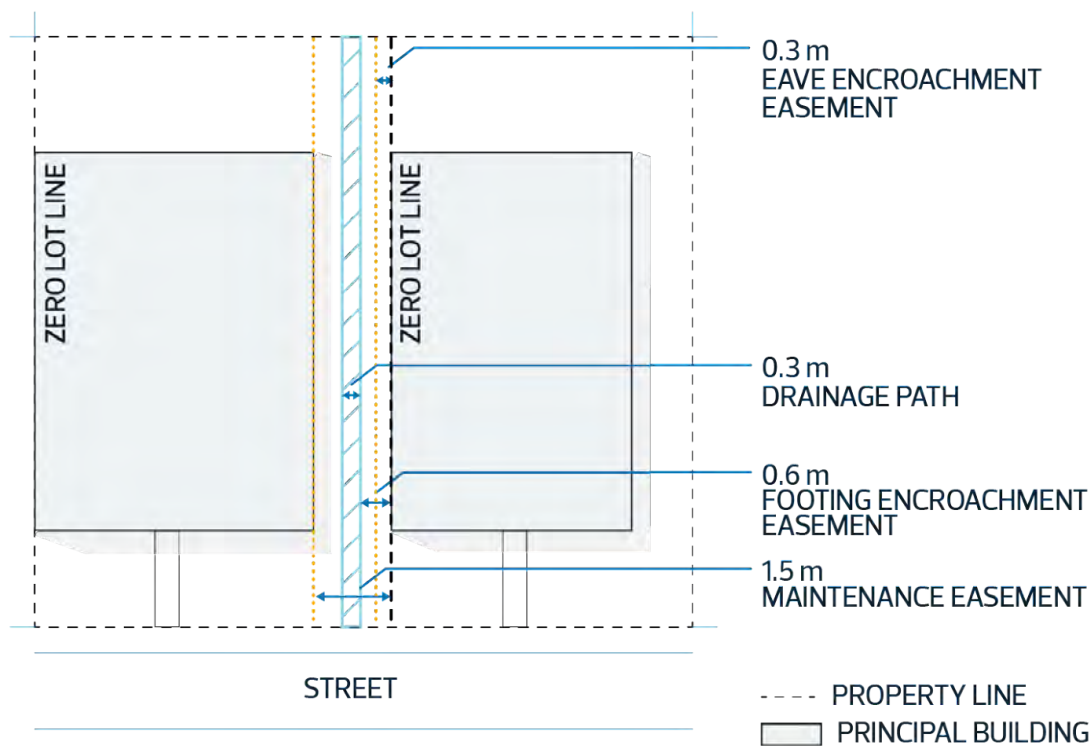 0.3 m
EAVE ENCROACHMENT
EASEMENT
ZERO LOT LINE
ZERO LOT LINE
0.3 m
DRAINAGE PATH
0.6 m
FOOTING ENCROACHMENT
EASEMENT
1.5 m
MAINTENANCE EASEMENT
STREET
PROPERTY LINE
PRINCIPAL BUILDING